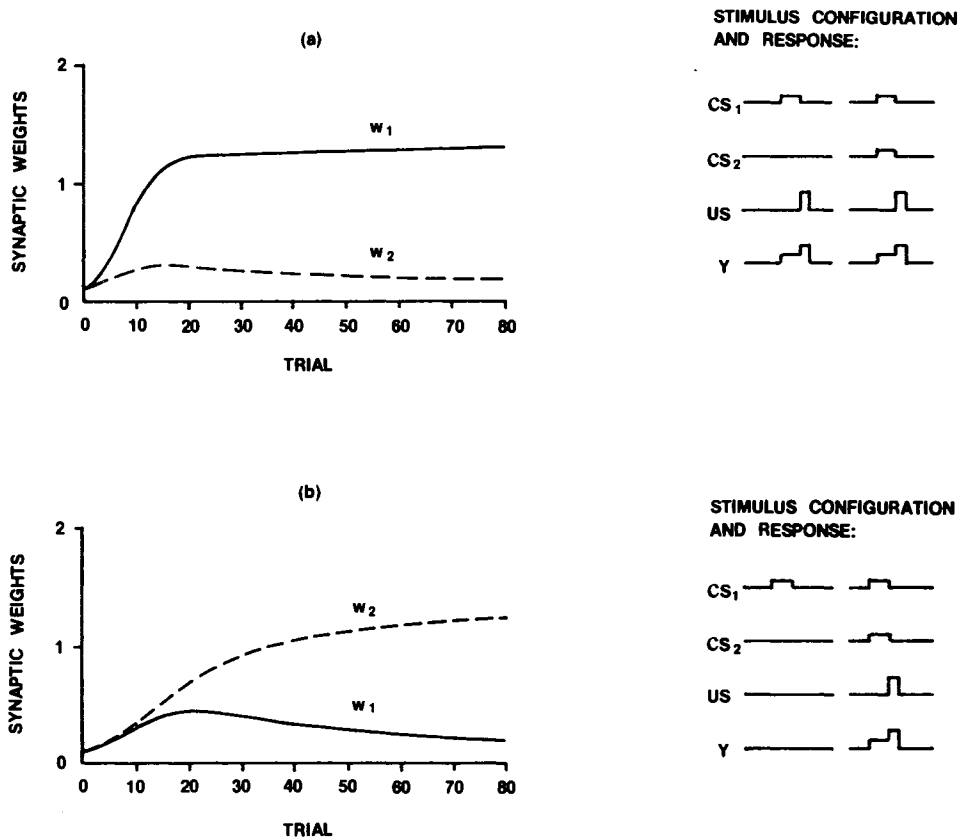 (a)
SYNAPTIC WEIGHTS
2
1
0
w1
w2
0 10 20 30 40 50 60 70 80
TRIAL
STIMULUS CONFIGURATION
AND RESPONSE:
CS1
CS2
US
Y
(b)
SYNAPTIC WEIGHTS
2
1
0
w2
w1
0 10 20 30 40 50 60 70 80
TRIAL
STIMULUS CONFIGURATION
AND RESPONSE:
CS1
CS2
US
Y